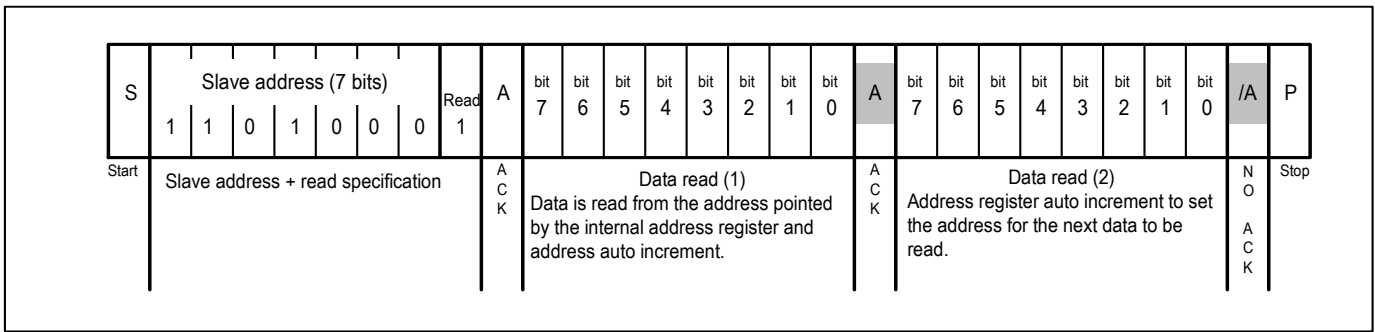 S
Slave address (7 bits)
1 1 0 1 0 0 0
Read
1
A
bit bit bit bit bit bit bit bit
7 6 5 4 3 2 1 0
A
bit bit bit bit bit bit bit bit
7 6 5 4 3 2 1 0
/A
P
Start
Slave address + read specification
A
C
K
Data read (1)
Data is read from the address pointed
by the internal address register and
address auto increment.
A
C
K
Data read (2)
Address register auto increment to set
the address for the next data to be
read.
N
O
A
C
K
Stop